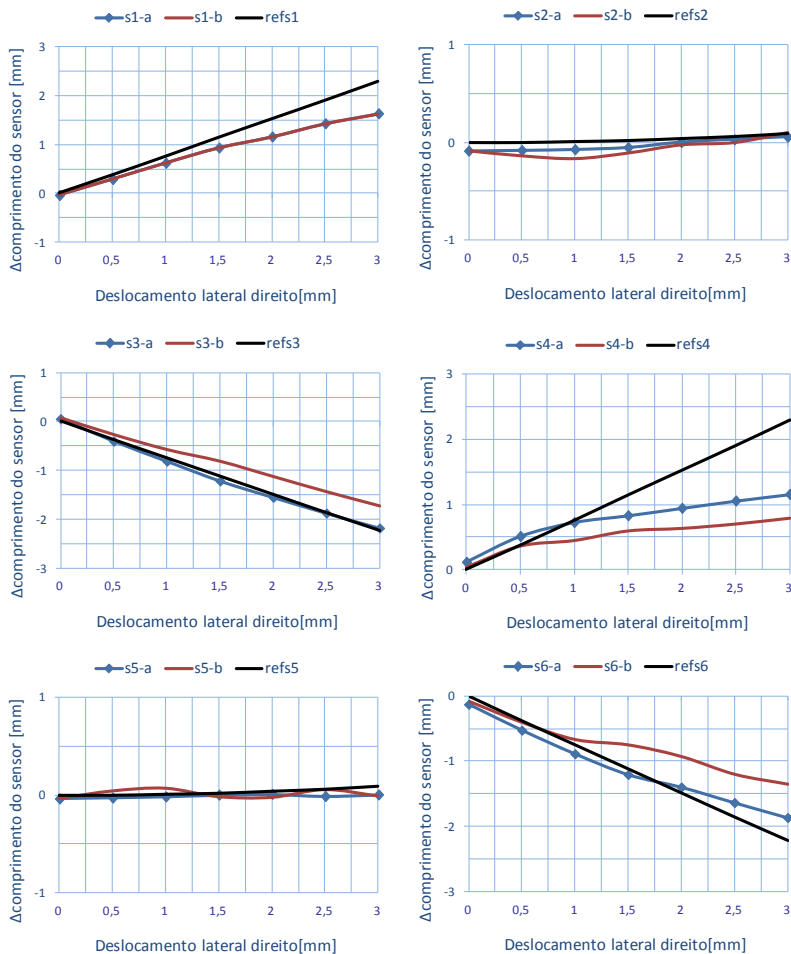 s1-a s1-b refs1
3
2
1
0
-1
Δcomprimento do sensor [mm]
0 0,5 1 1,5 2 2,5 3
Deslocamento lateral direito[mm]
s2-a s2-b refs2
1
0
-1
Δcomprimento do sensor [mm]
0 0,5 1 1,5 2 2,5 3
Deslocamento lateral direito[mm]
s3-a s3-b refs3
1
0
-1
-2
-3
Δcomprimento do sensor [mm]
0 0,5 1 1,5 2 2,5 3
Deslocamento lateral direito[mm]
s4-a s4-b refs4
3
2
1
0
Δcomprimento do sensor [mm]
0 0,5 1 1,5 2 2,5 3
Deslocamento lateral direito[mm]
s5-a s5-b refs5
1
0
-1
Δcomprimento do sensor [mm]
0 0,5 1 1,5 2 2,5 3
Deslocamento lateral direito[mm]
s6-a s6-b refs6
0
-1
-2
-3
Δcomprimento do sensor [mm]
0 0,5 1 1,5 2 2,5 3
Deslocamento lateral direito[mm]